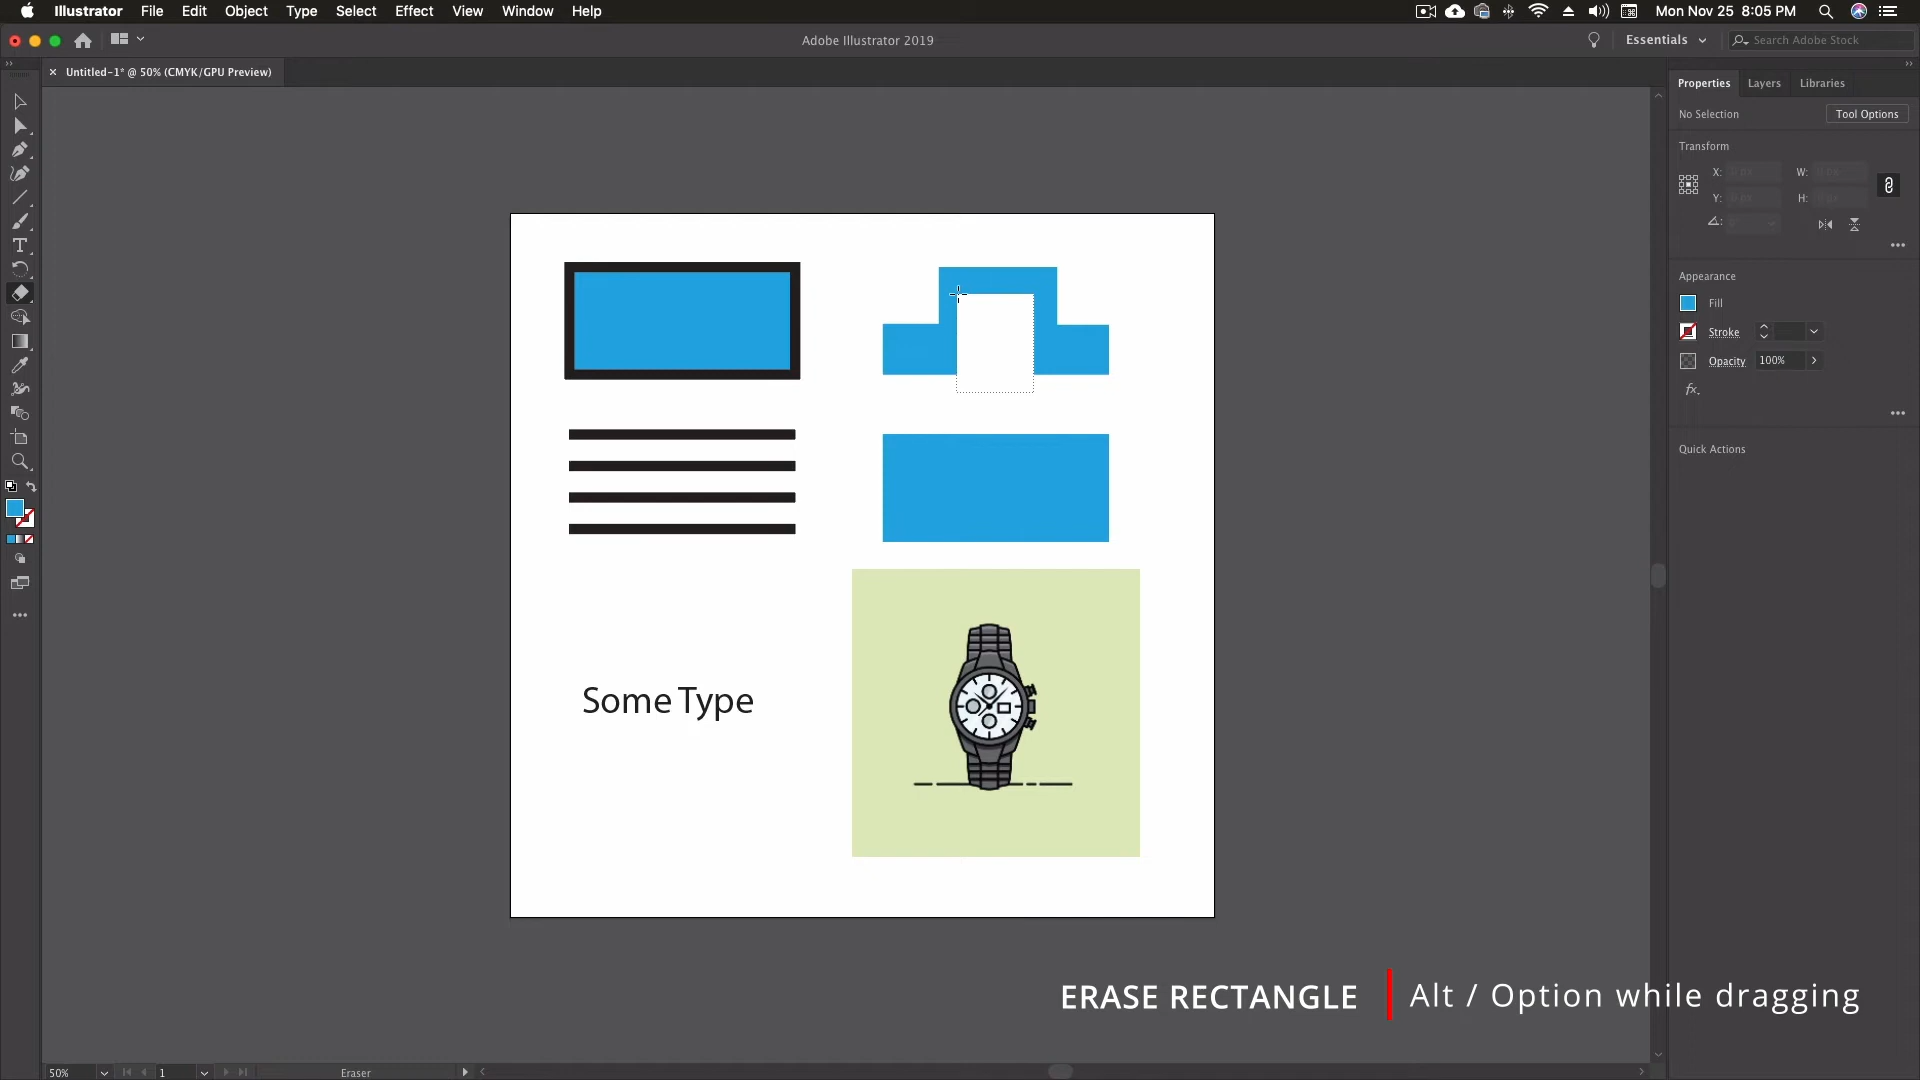 Illustrator File Edit Object Type Select Effect View Window Help
Mon Nov 25 8:05 PM
Adobe Illustrator 2019
Essentials
Search Adobe Stock
Untitled-1* @ 50% (CMYK/GPU Preview)
Properties Layers Libraries
No Selection
Tool Options
Transform
X: W:
Y: H:
Appearance
Fill
Stroke
Opacity 100%
fx.
Quick Actions
Some Type
ERASE RECTANGLE Alt / Option while dragging
50% 1 Eraser